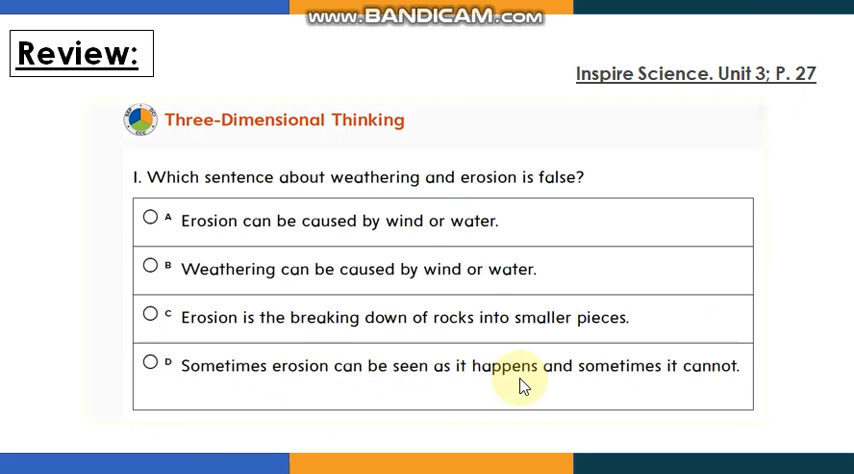 www.BANDICAM.com
Review:
Inspire Science. Unit 3; P. 27
Three-Dimensional Thinking
1. Which sentence about weathering and erosion is false?
A Erosion can be caused by wind or water.
B Weathering can be caused by wind or water.
C Erosion is the breaking down of rocks into smaller pieces.
D Sometimes erosion can be seen as it happens and sometimes it cannot.